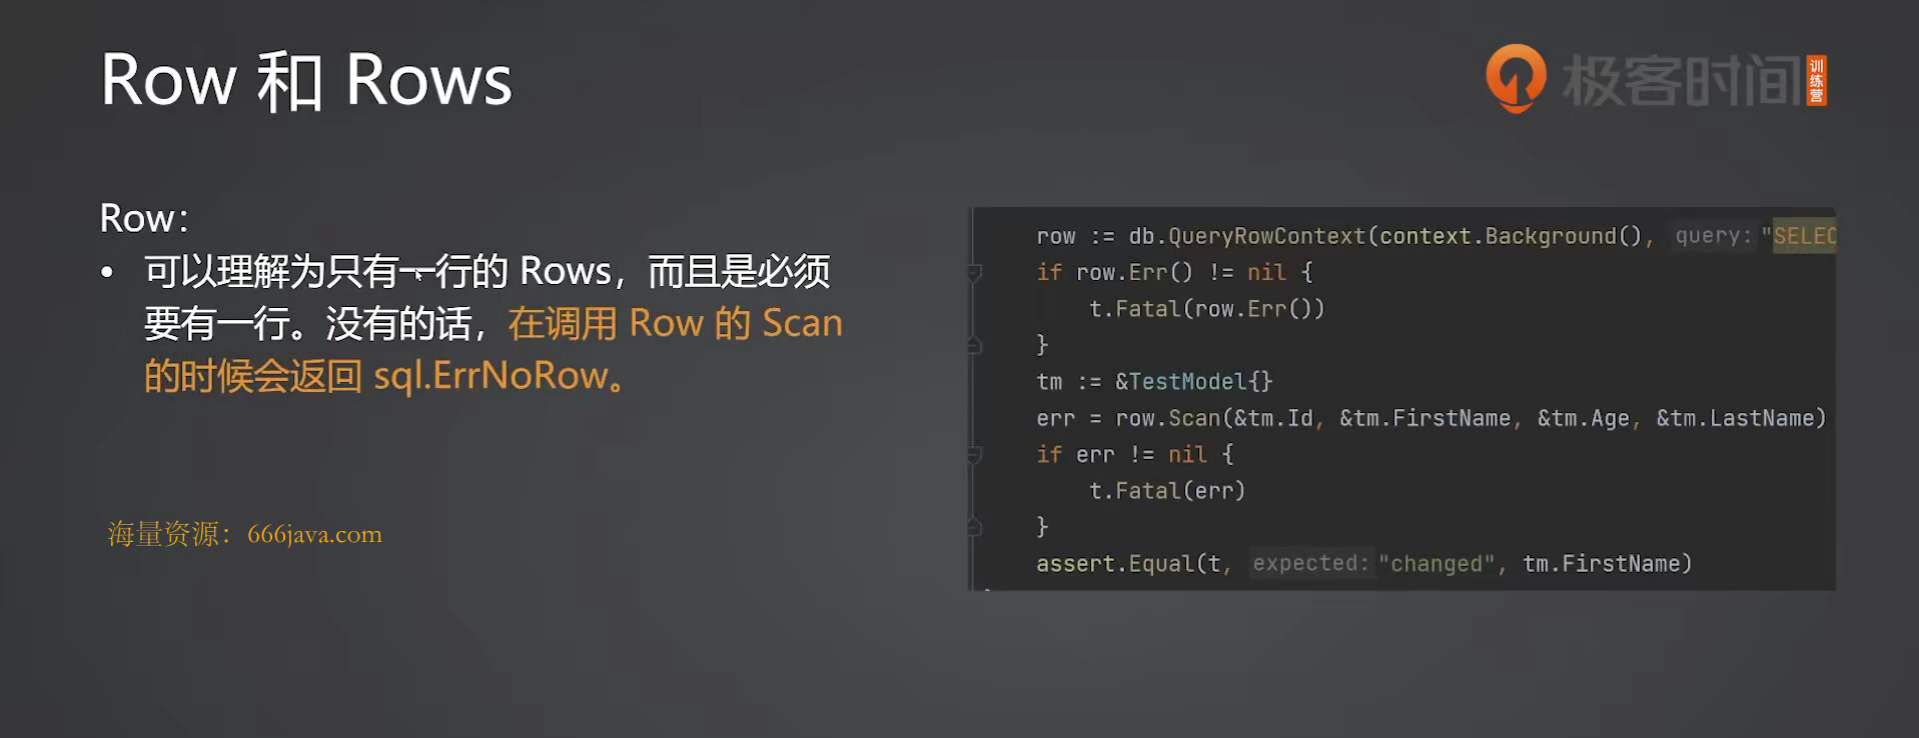 Row 和 Rows
极客时间
训练营
Row：
• 可以理解为只有一行的 Rows，而且是必须
要有一行。没有的话，在调用 Row 的 Scan
的时候会返回 sql.ErrNoRow。
海量资源：666java.com
row := db.QueryRowContext(context.Background(), query: "SELEC
if row.Err() != nil {
t.Fatal(row.Err())
}
tm := &TestModel{}
err = row.Scan(&tm.Id, &tm.FirstName, &tm.Age, &tm.LastName)
if err != nil {
t.Fatal(err)
}
assert.Equal(t, expected: "changed", tm.FirstName)